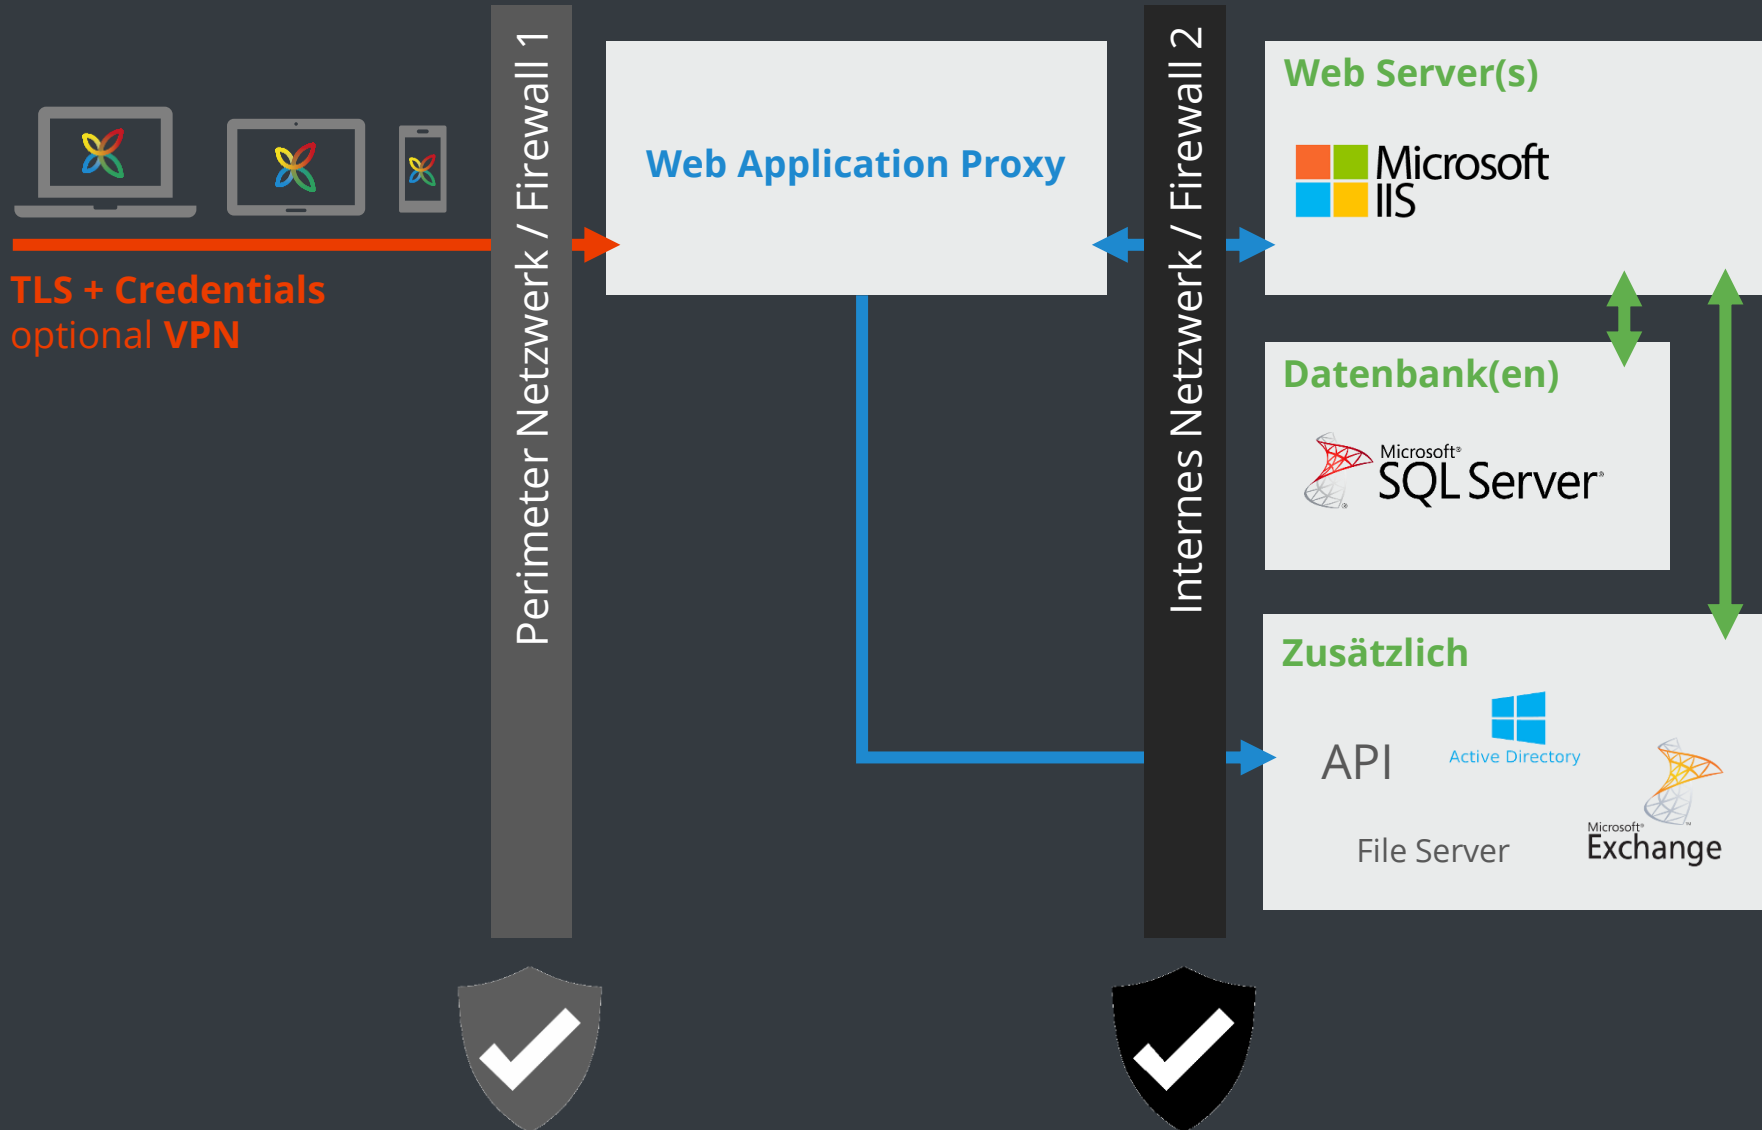 TLS + Credentials
optional VPN
Perimeter Netzwerk / Firewall 1
Web Application Proxy
Internes Netzwerk / Firewall 2
Web Server(s)
Microsoft
IIS
Datenbank(en)
Microsoft®
SQL Server®
Zusätzlich
API
Active Directory
File Server
Microsoft®
Exchange